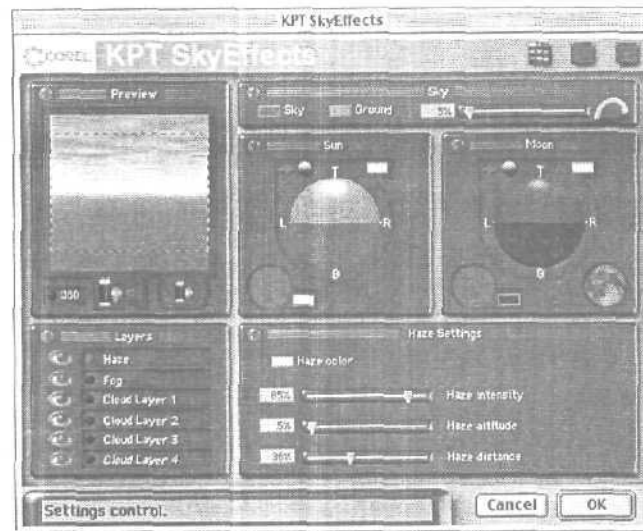 KPT SkyEffects
COREL KPT SkyEffects
Preview
Sky
Sky Ground 5%
Sun
Moon
T
L R
B
T
L R
B
360
Layers
Haze
Fog
Cloud Layer 1
Cloud Layer 2
Cloud Layer 3
Cloud Layer 4
Haze Settings
Haze color
85% Haze intensity
5% Haze altitude
36% Haze distance
Settings control.
Cancel OK